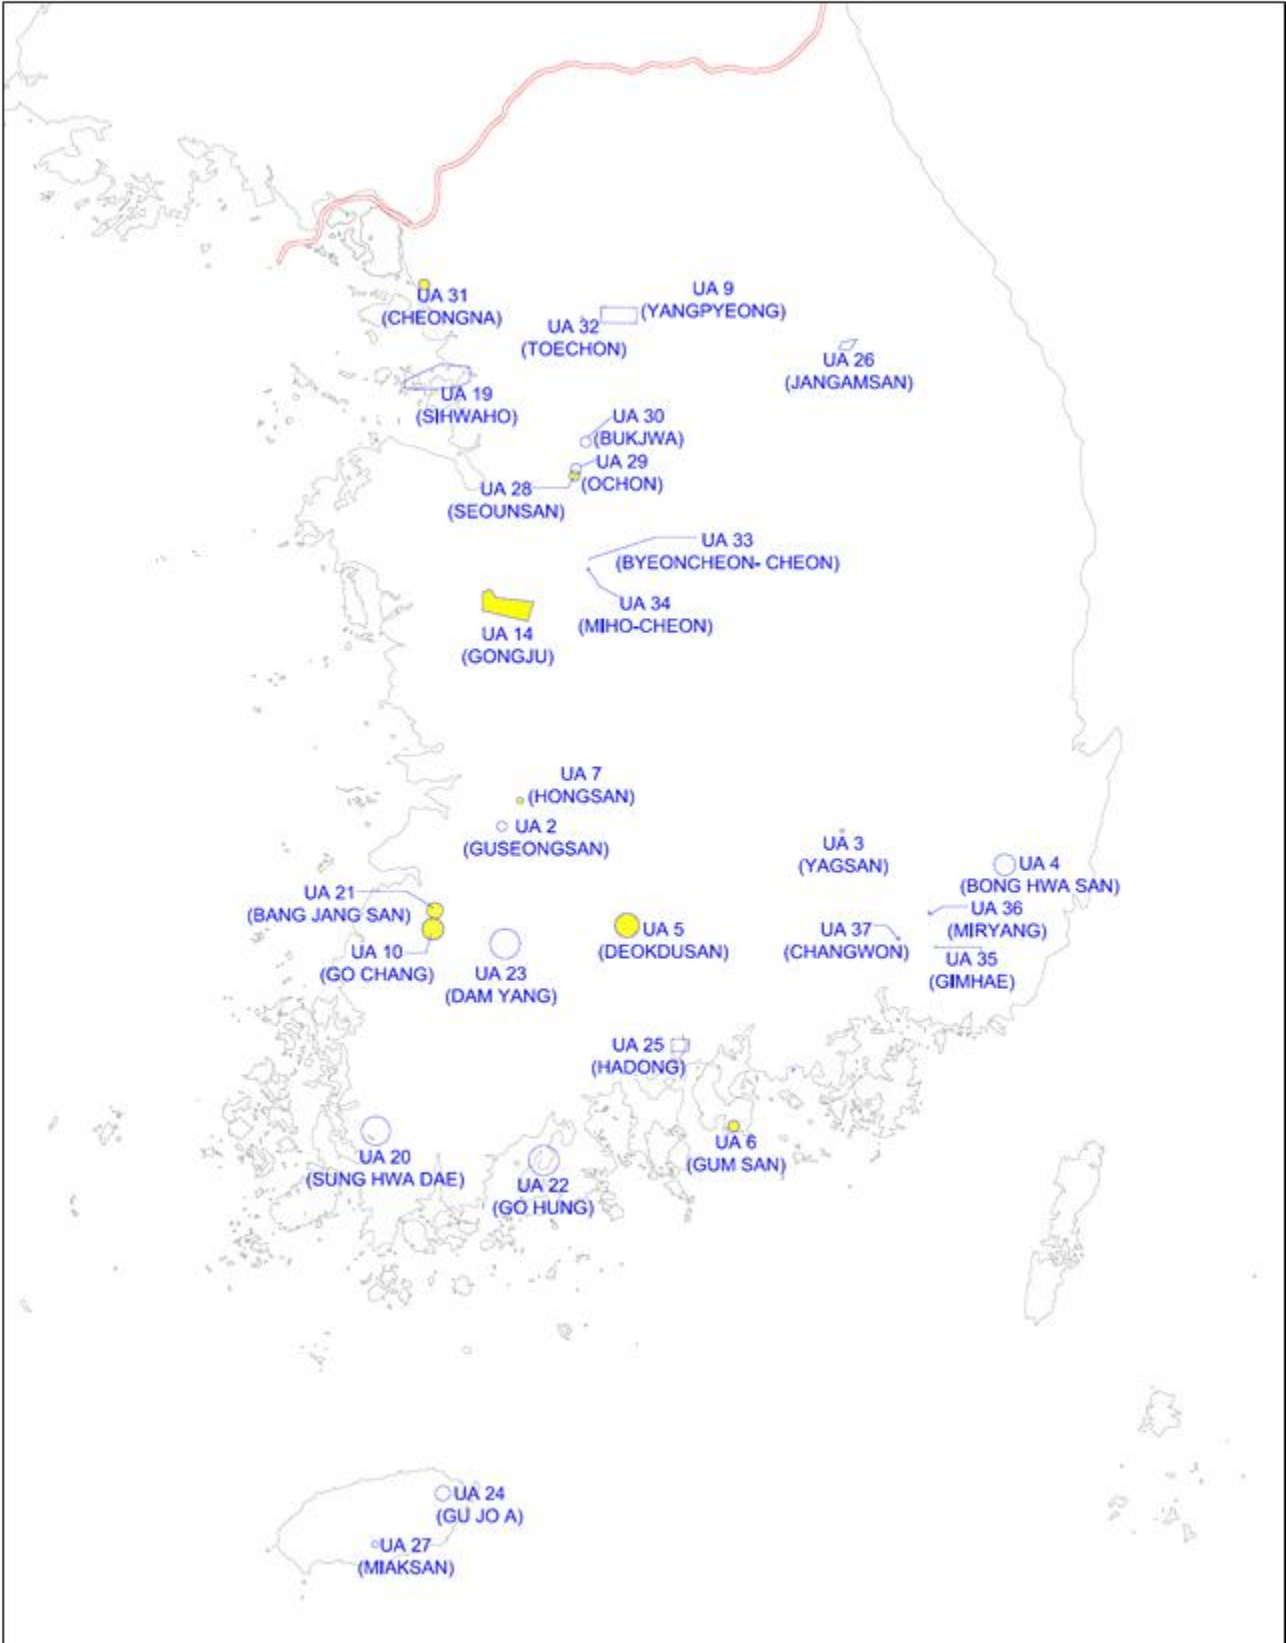 UA 31
(CHEONGNA)
UA 9
(YANGPYEONG)
UA 32
(TOECHON)
UA 26
(JANGAMSAN)
UA 19
(SIHWAHO)
UA 30
(BUKJWA)
UA 29
(OCHON)
UA 28
(SEOUNSAN)
UA 33
(BYEONCHEON- CHEON)
UA 34
(MIHO-CHEON)
UA 14
(GONGJU)
UA 7
(HONGSAN)
UA 2
(GUSEONGSAN)
UA 3
(YAGSAN)
UA 4
(BONG HWA SAN)
UA 21
(BANG JANG SAN)
UA 36
(MIRYANG)
UA 10
(GO CHANG)
UA 5
(DEOKDUSAN)
UA 37
(CHANGWON)
UA 35
(GIMHAE)
UA 23
(DAM YANG)
UA 25
(HADONG)
UA 6
(GUM SAN)
UA 20
(SUNG HWA DAE)
UA 22
(GO HUNG)
UA 24
(GU JO A)
UA 27
(MIAKSAN)